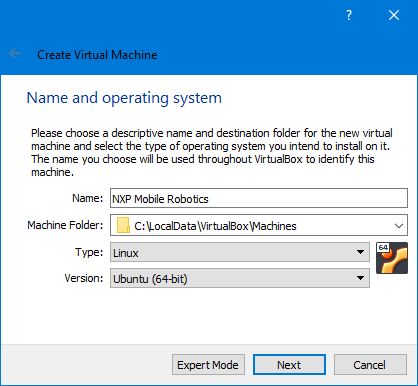 ?
Create Virtual Machine
Name and operating system
Please choose a descriptive name and destination folder for the new virtual
machine and select the type of operating system you intend to install on it.
The name you choose will be used throughout VirtualBox to identify this
machine.
Name: NXP Mobile Robotics
Machine Folder: C:\LocalData\VirtualBox\Machines
Type: Linux
64
Version: Ubuntu (64-bit)
Expert Mode Next Cancel